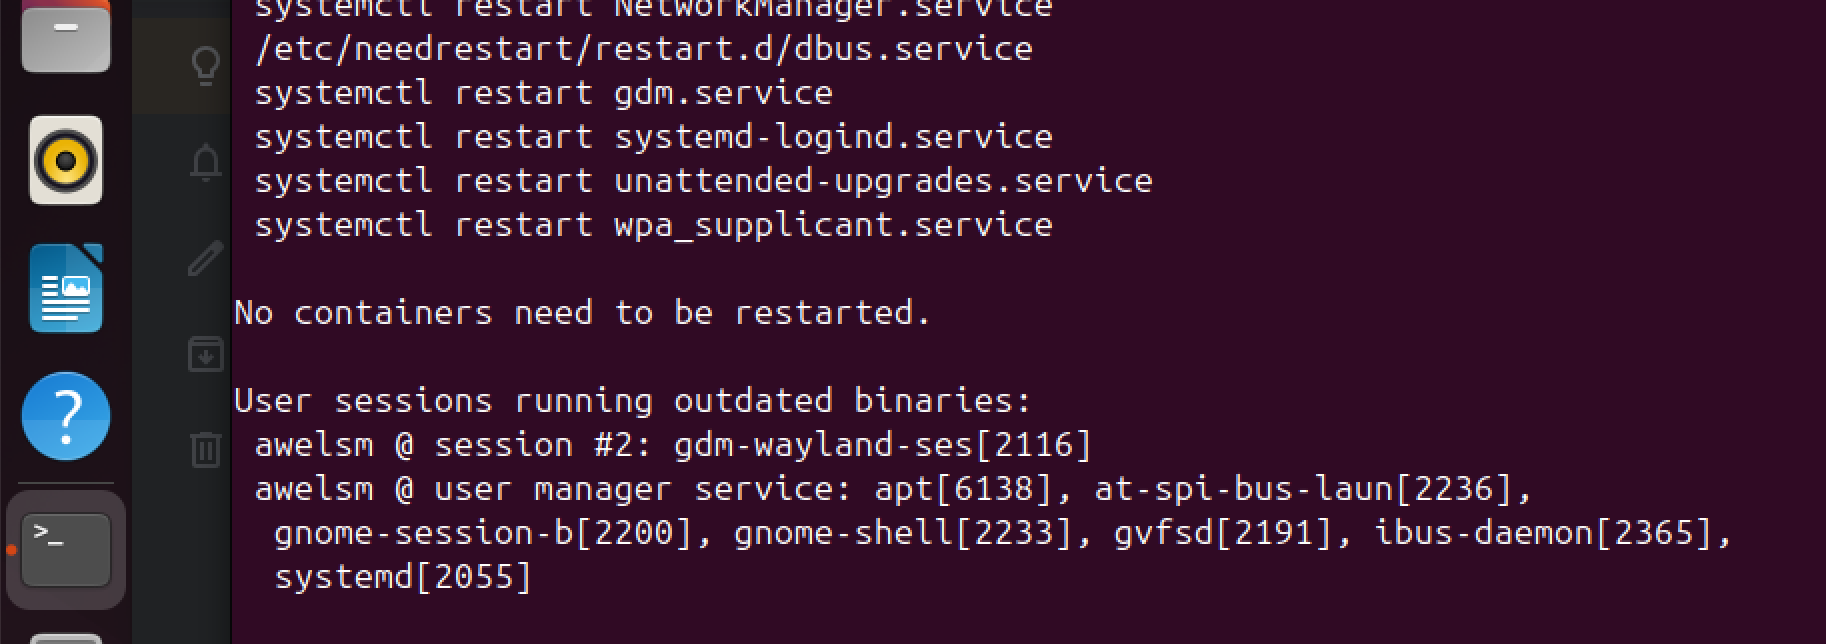 systemctl restart NetworkManager.service
/etc/needrestart/restart.d/dbus.service
systemctl restart gdm.service
systemctl restart systemd-logind.service
systemctl restart unattended-upgrades.service
systemctl restart wpa_supplicant.service
No containers need to be restarted.
User sessions running outdated binaries:
awelsm @ session #2: gdm-wayland-ses[2116]
awelsm @ user manager service: apt[6138], at-spi-bus-laun[2236],
gnome-session-b[2200], gnome-shell[2233], gvfsd[2191], ibus-daemon[2365],
systemd[2055]